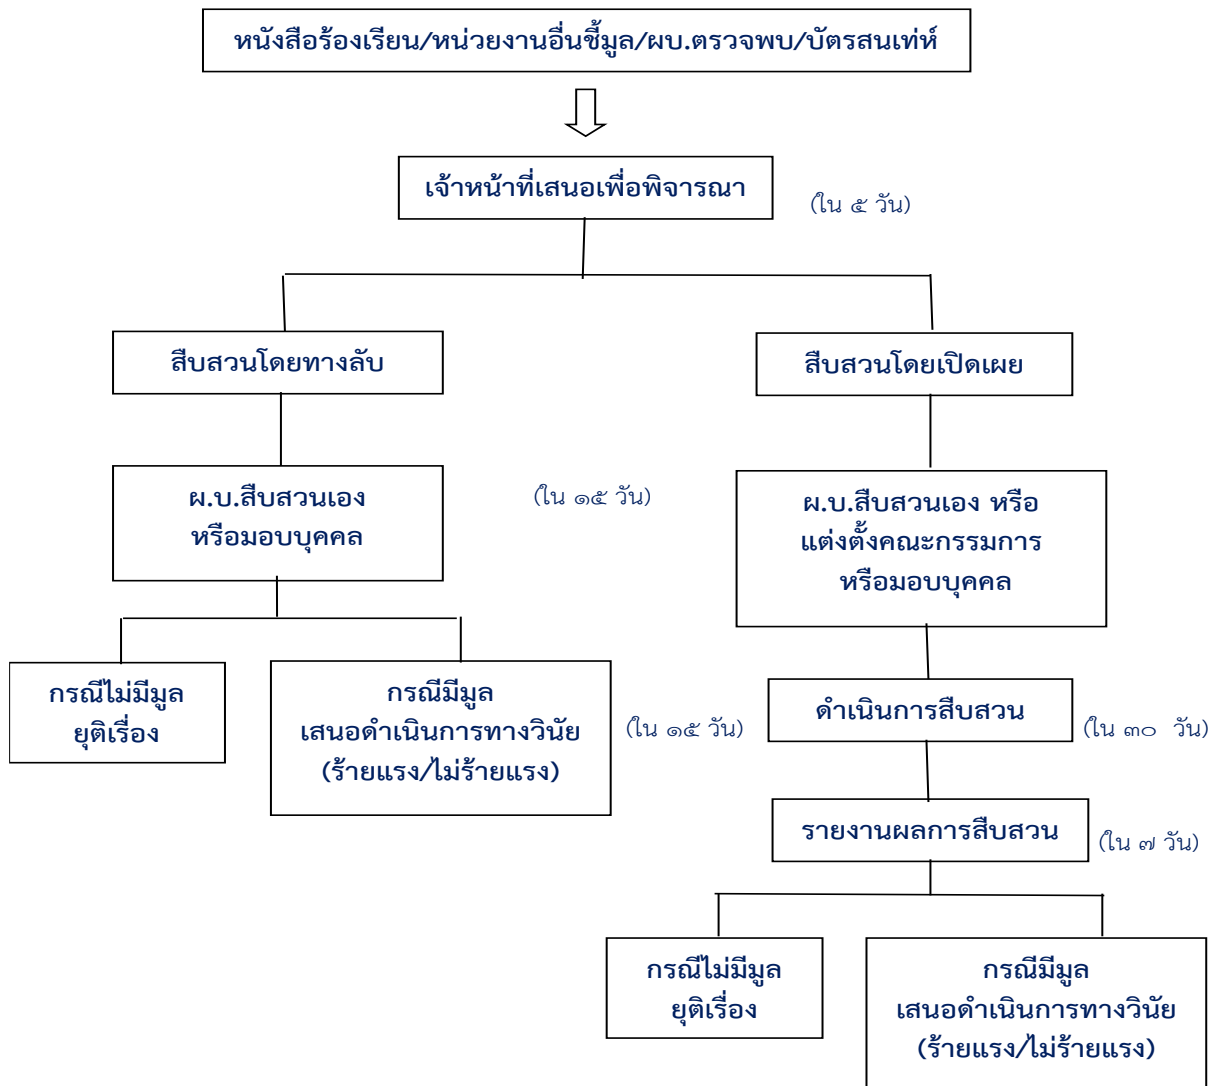 หนังสือร้องเรียน/หน่วยงานอื่นชี้มูล/ผบ.ตรวจพบ/บัตรสนเท่ห์
เจ้าหน้าที่เสนอเพื่อพิจารณา
(ใน ๕ วัน)
สืบสวนโดยทางลับ
สืบสวนโดยเปิดเผย
ผ.บ.สืบสวนเอง
หรือมอบบุคคล
(ใน ๑๕ วัน)
ผ.บ.สืบสวนเอง หรือ
แต่งตั้งคณะกรรมการ
หรือมอบบุคคล
กรณีไม่มีมูล
ยุติเรื่อง
กรณีมีมูล
เสนอดำเนินการทางวินัย
(ร้ายแรง/ไม่ร้ายแรง)
(ใน ๑๕ วัน)
ดำเนินการสืบสวน
(ใน ๓๐ วัน)
รายงานผลการสืบสวน
(ใน ๗ วัน)
กรณีไม่มีมูล
ยุติเรื่อง
กรณีมีมูล
เสนอดำเนินการทางวินัย
(ร้ายแรง/ไม่ร้ายแรง)